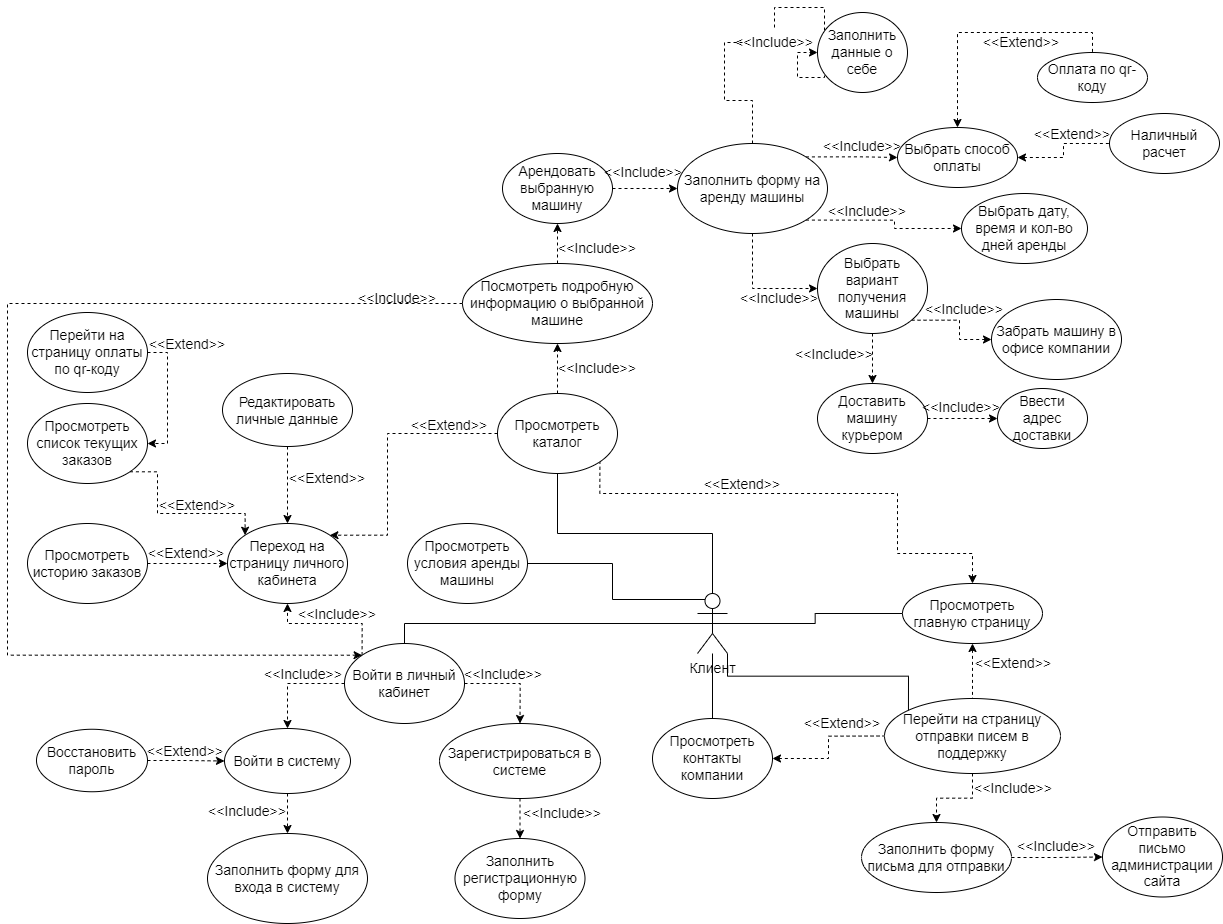 <<Include>>
Заполнить
данные о
себе
<<Extend>>
Оплата по qr-
коду
<<Extend>>
Наличный
расчет
<<Include>>
Выбрать способ
оплаты
Арендовать
выбранную
машину
<<Include>>
Заполнить форму на
аренду машины
<<Include>>
Выбрать дату,
время и кол-во
дней аренды
<<Include>>
Выбрать
вариант
получения
машины
<<Include>>
<<Include>>
Посмотреть подробную
информацию о выбранной
машине
<<Include>>
Забрать машину в
офисе компании
Перейти на
страницу оплаты
по qr-коду
<<Extend>>
<<Include>>
<<Include>>
Редактировать
личные данные
Доставить
машину
курьером
<<Include>>
Ввести
адрес
доставки
Просмотреть
список текущих
заказов
<<Extend>>
Просмотреть
каталог
<<Extend>>
<<Extend>>
<<Extend>>
Просмотреть
историю заказов
<<Extend>>
Переход на
страницу личного
кабинета
Просмотреть
условия аренды
машины
<<Include>>
Просмотреть
главную страницу
Клиент
<<Extend>>
<<Include>>
Войти в личный
кабинет
<<Include>>
<<Extend>>
Перейти на страницу
отправки писем в
поддержку
Восстановить
пароль
<<Extend>>
Войти в систему
Зарегистрироваться в
системе
Просмотреть
контакты
компании
<<Include>>
<<Include>>
<<Include>>
Заполнить форму для
входа в систему
Заполнить
регистрационную
форму
Заполнить форму
письма для отправки
<<Include>>
Отправить
письмо
администрации
сайта